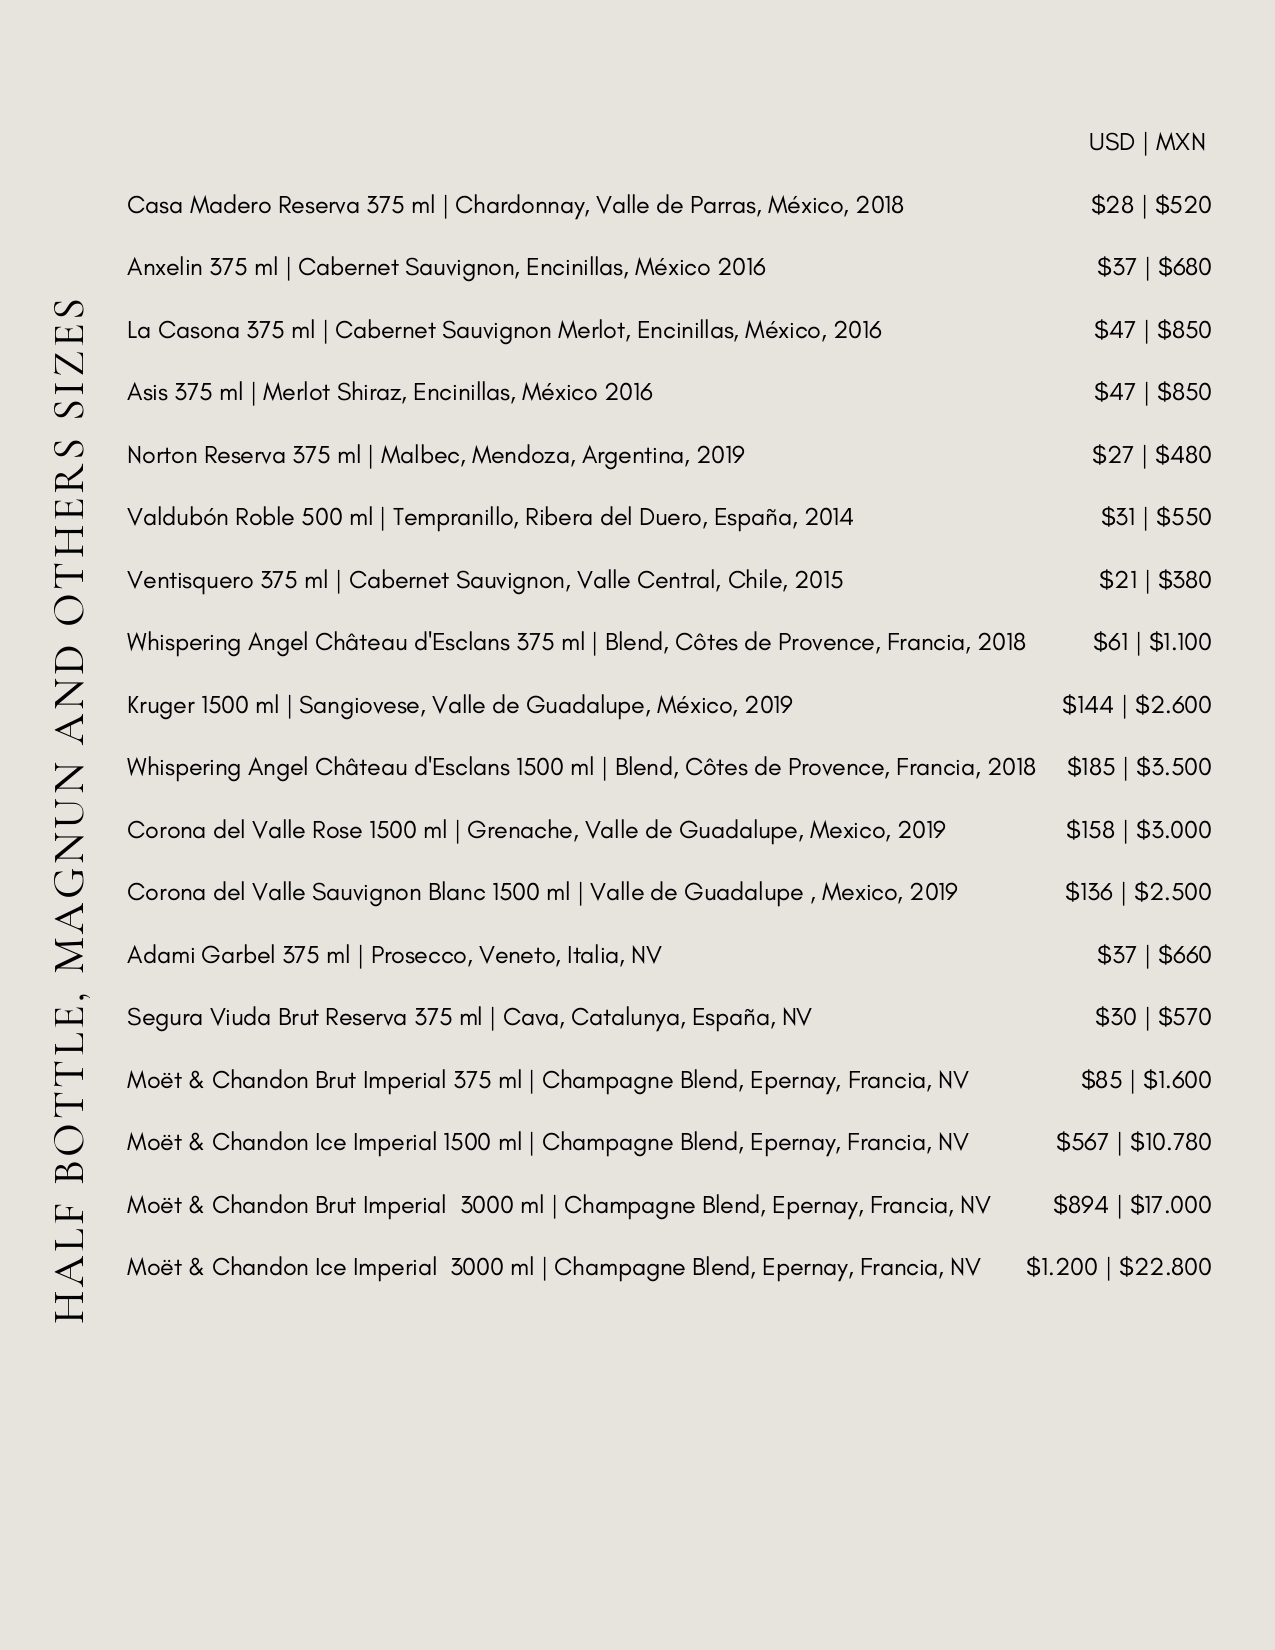 HALF BOTTLE, MAGNUN AND OTHERS SIZES
USD | MXN
Casa Madero Reserva 375 ml | Chardonnay, Valle de Parras, México, 2018 $28 | $520
Anxelin 375 ml | Cabernet Sauvignon, Encinillas, México 2016 $37 | $680
La Casona 375 ml | Cabernet Sauvignon Merlot, Encinillas, México, 2016 $47 | $850
Asis 375 ml | Merlot Shiraz, Encinillas, México 2016 $47 | $850
Norton Reserva 375 ml | Malbec, Mendoza, Argentina, 2019 $27 | $480
Valdubón Roble 500 ml | Tempranillo, Ribera del Duero, España, 2014 $31 | $550
Ventisquero 375 ml | Cabernet Sauvignon, Valle Central, Chile, 2015 $21 | $380
Whispering Angel Château d'Esclans 375 ml | Blend, Côtes de Provence, Francia, 2018 $61 | $1.100
Kruger 1500 ml | Sangiovese, Valle de Guadalupe, México, 2019 $144 | $2.600
Whispering Angel Château d'Esclans 1500 ml | Blend, Côtes de Provence, Francia, 2018 $185 | $3.500
Corona del Valle Rose 1500 ml | Grenache, Valle de Guadalupe, Mexico, 2019 $158 | $3.000
Corona del Valle Sauvignon Blanc 1500 ml | Valle de Guadalupe , Mexico, 2019 $136 | $2.500
Adami Garbel 375 ml | Prosecco, Veneto, Italia, NV $37 | $660
Segura Viuda Brut Reserva 375 ml | Cava, Catalunya, España, NV $30 | $570
Moët & Chandon Brut Imperial 375 ml | Champagne Blend, Epernay, Francia, NV $85 | $1.600
Moët & Chandon Ice Imperial 1500 ml | Champagne Blend, Epernay, Francia, NV $567 | $10.780
Moët & Chandon Brut Imperial 3000 ml | Champagne Blend, Epernay, Francia, NV $894 | $17.000
Moët & Chandon Ice Imperial 3000 ml | Champagne Blend, Epernay, Francia, NV $1.200 | $22.800